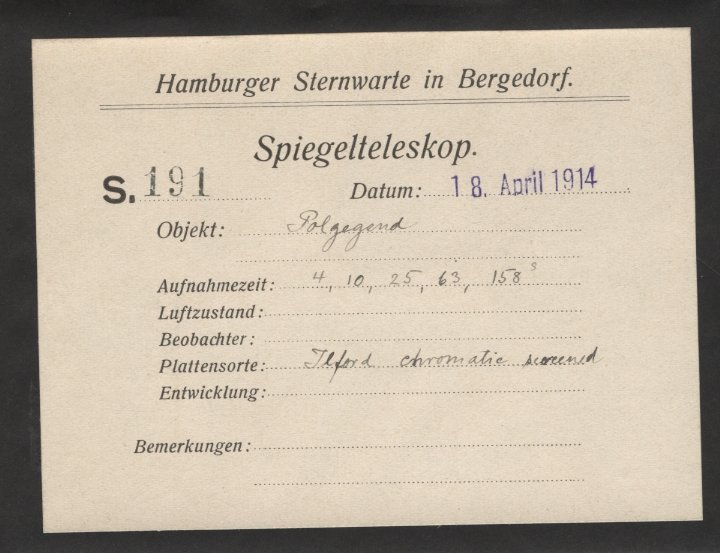 Hamburger Sternwarte in Bergedorf.
Spiegelteleskop.
S. 191 Datum: 18. April 1914
Objekt: Polgegend
Aufnahmezeit: 4, 10, 25, 63, 158 s
Luftzustand:
Beobachter:
Plattensorte: Ilford chromatic screened
Entwicklung:
Bemerkungen: